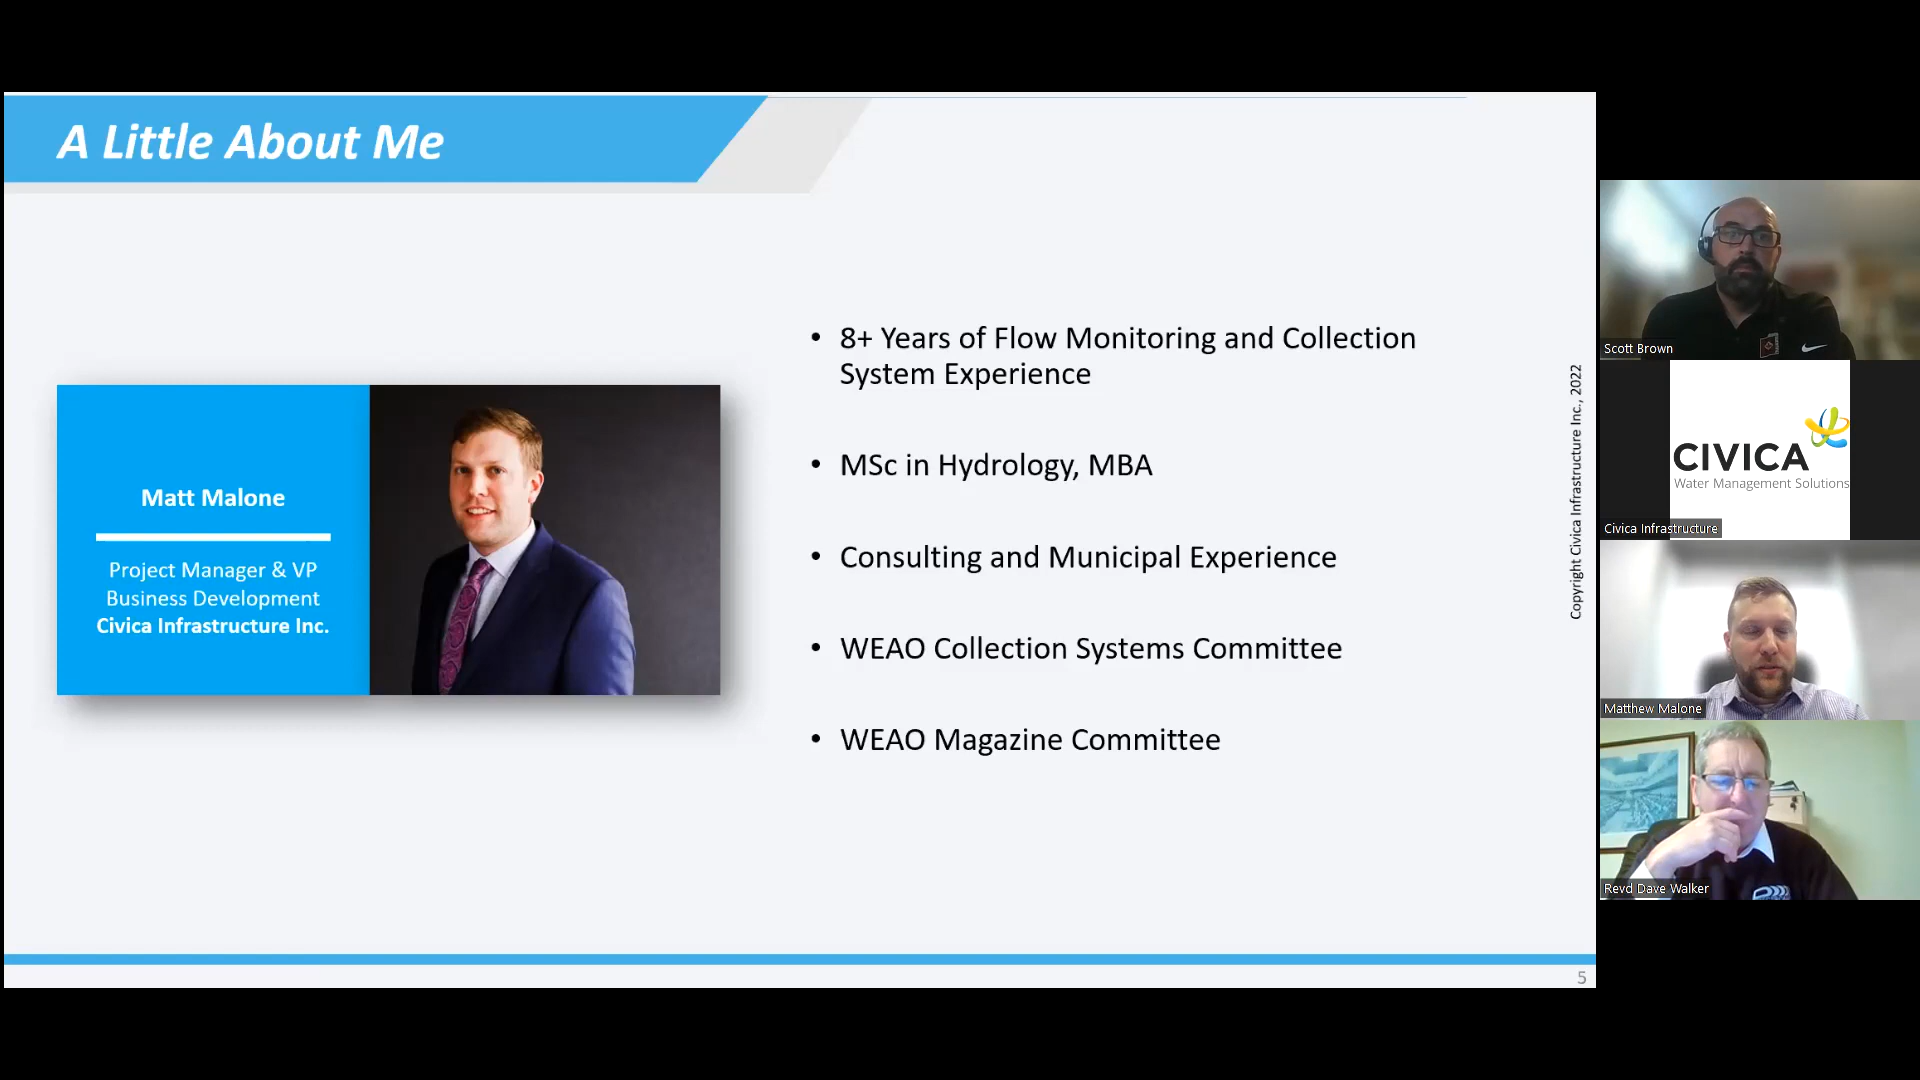 A Little About Me
Matt Malone
Project Manager & VP
Business Development
Civica Infrastructure Inc.
• 8+ Years of Flow Monitoring and Collection
System Experience
• MSc in Hydrology, MBA
• Consulting and Municipal Experience
• WEAO Collection Systems Committee
• WEAO Magazine Committee
Copyright Civica Infrastructure Inc., 2022
5
Scott Brown
CIVICA
Water Management Solutions
Civica Infrastructure
Matthew Malone
Revd Dave Walker